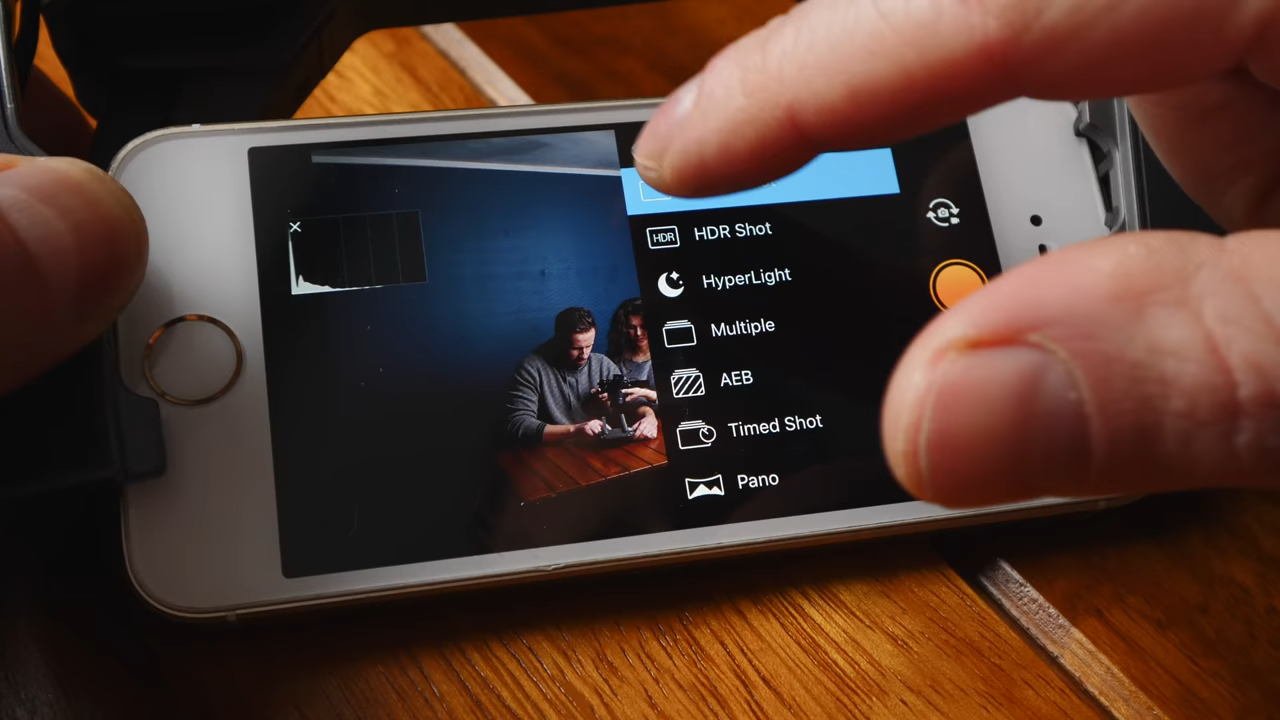 HDR HDR Shot
HyperLight
Multiple
AEB
Timed Shot
Pano